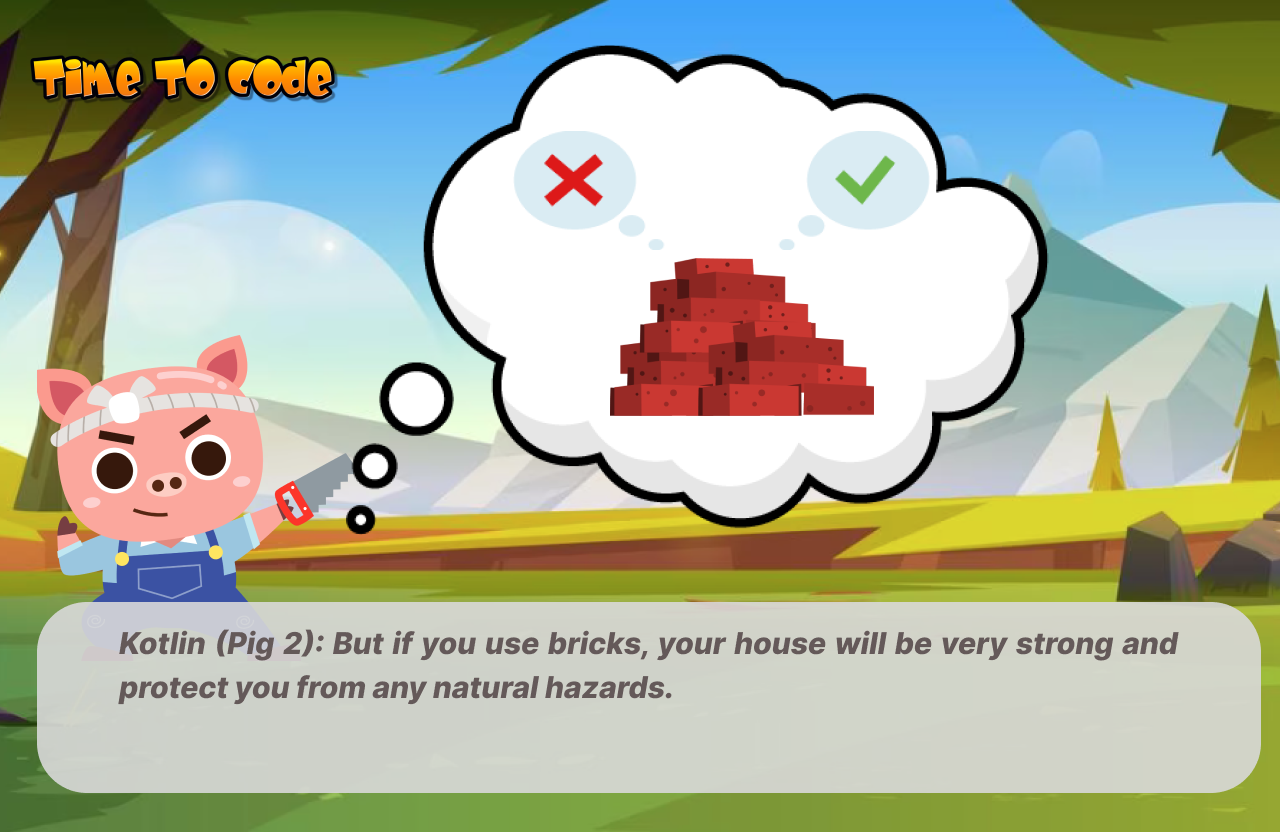 Time To Code
Kotlin (Pig 2): But if you use bricks, your house will be very strong and
protect you from any natural hazards.